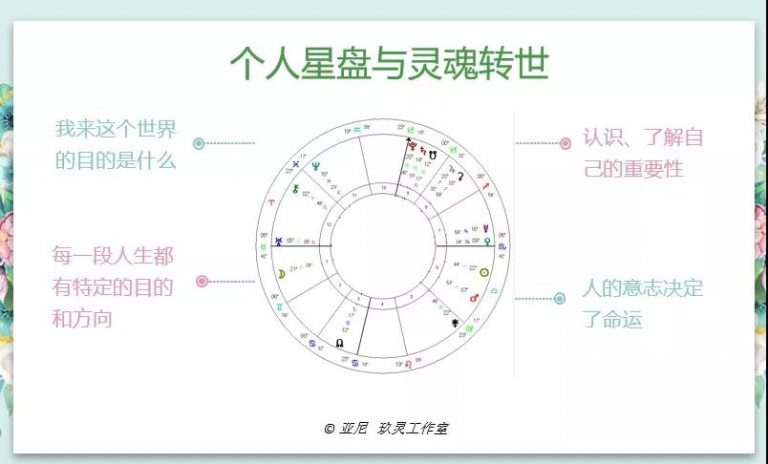 个人星盘与灵魂转世
我来这个世界
的目的是什么
认识、了解自
己的重要性
每一段人生都
有特定的目的
和方向
人的意志决定
了命运
© 亚尼 玖灵工作室